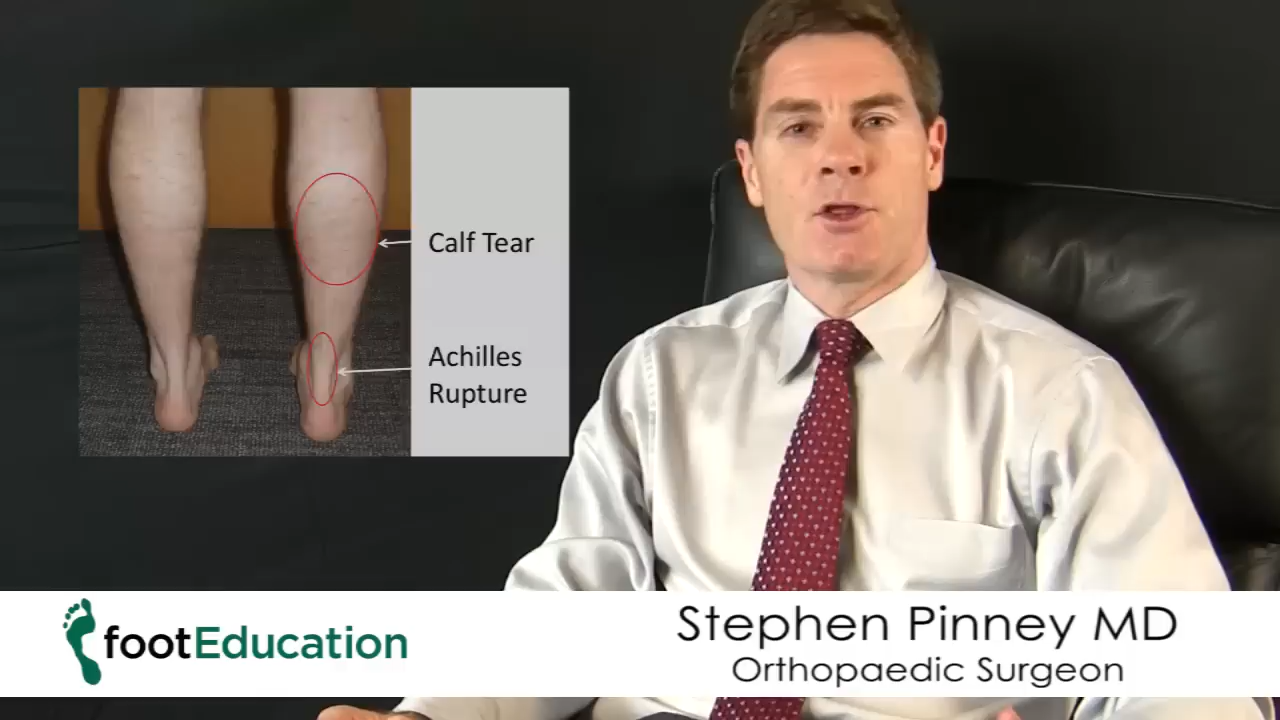 Calf Tear
Achilles
Rupture
footEducation
Stephen Pinney MD
Orthopaedic Surgeon